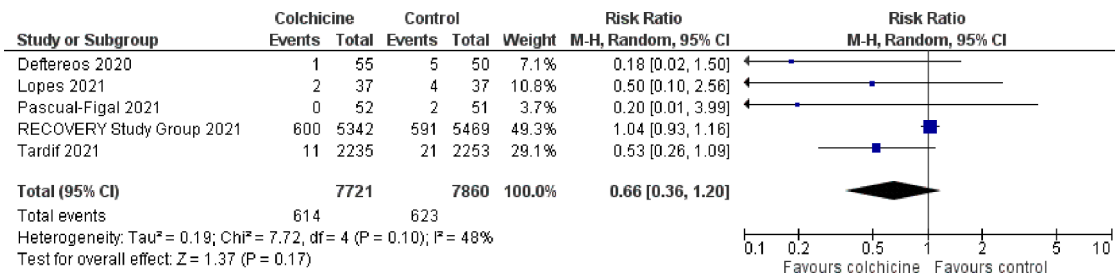 Colchicine Control Risk Ratio Risk Ratio
Study or Subgroup Events Total Events Total Weight M-H, Random, 95% CI M-H, Random, 95% CI
Deftereos 2020 1 55 5 50 7.1% 0.18 [0.02, 1.50]
Lopes 2021 2 37 4 37 10.8% 0.50 [0.10, 2.56]
Pascual-Figal 2021 0 52 2 51 3.7% 0.20 [0.01, 3.99]
RECOVERY Study Group 2021 600 5342 591 5469 49.3% 1.04 [0.93, 1.16]
Tardif 2021 11 2235 21 2253 29.1% 0.53 [0.26, 1.09]
Total (95% CI) 7721 7860 100.0% 0.66 [0.36, 1.20]
Total events 614 623
Heterogeneity: Tau² = 0.19; Chi² = 7.72, df = 4 (P = 0.10); I² = 48%
Test for overall effect: Z = 1.37 (P = 0.17)
0.1 0.2 0.5 1 2 5 10
Favours colchicine Favours control